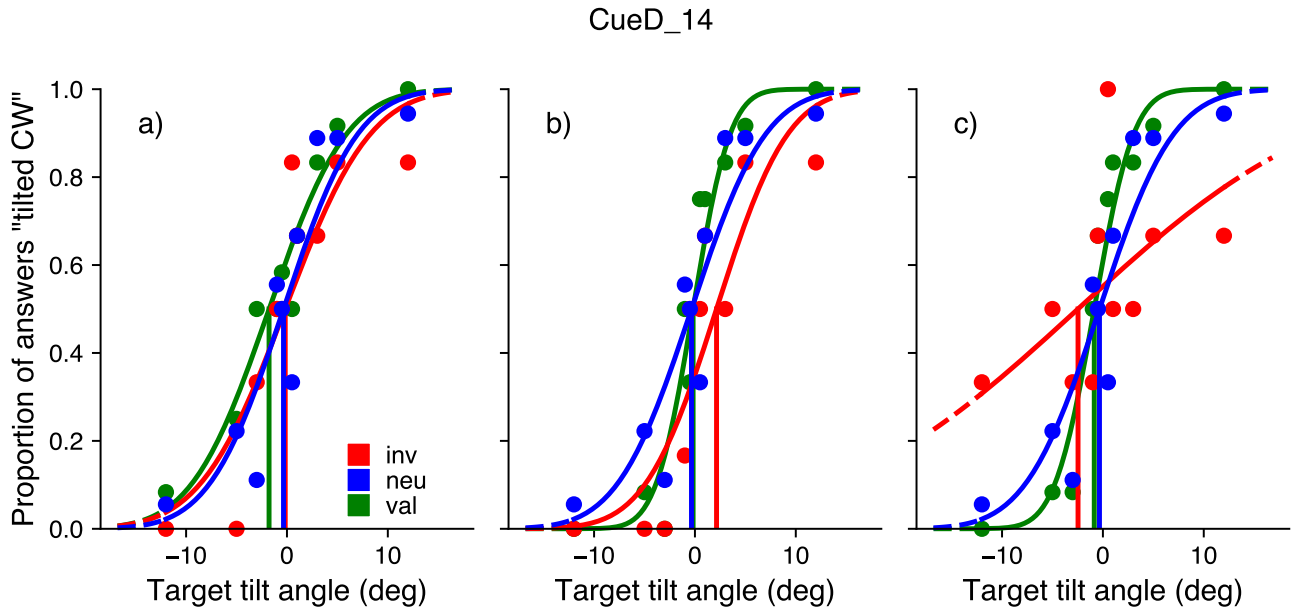 CueD_14
Proportion of answers "tilted CW"
1.0
0.8
0.6
0.4
0.2
0.0
a)
inv
neu
val
−10
0
10
Target tilt angle (deg)
b)
−10
0
10
Target tilt angle (deg)
c)
−10
0
10
Target tilt angle (deg)